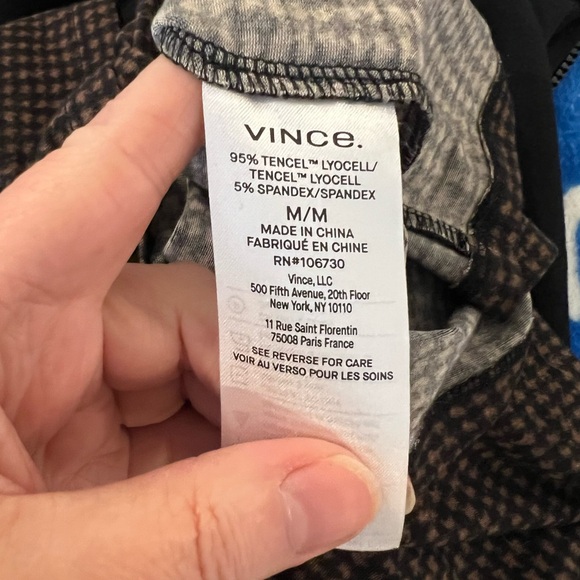 VINCE.
95% TENCEL™ LYOCELL/
TENCEL™ LYOCELL
5% SPANDEX/SPANDEX
M/M
MADE IN CHINA
FABRIQUÉ EN CHINE
RN#106730
Vince, LLC
500 Fifth Avenue, 20th Floor
New York, NY 10110
11 Rue Saint Florentin
75008 Paris France
SEE REVERSE FOR CARE
VOIR AU VERSO POUR LES SOINS